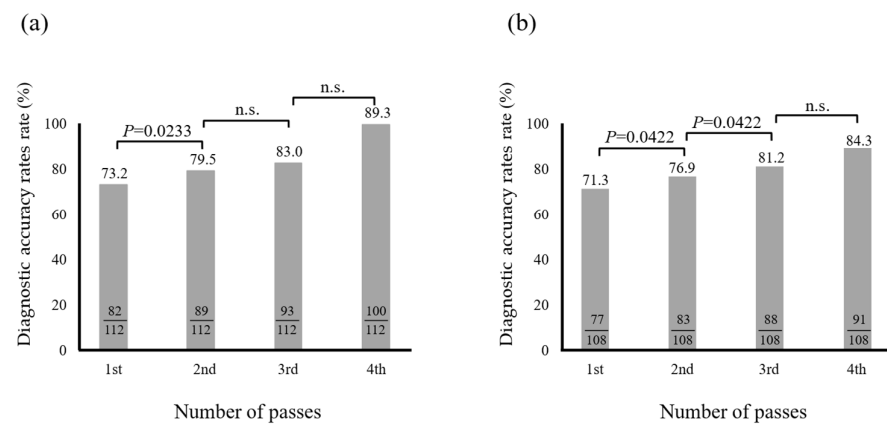 (a)
Diagnostic accuracy rates rate (%)
100
80
60
40
20
0
P=0.0233
n.s.
n.s.
73.2
79.5
83.0
89.3
82
112
89
112
93
112
100
112
1st
2nd
3rd
4th
Number of passes
(b)
Diagnostic accuracy rates rate (%)
100
80
60
40
20
0
P=0.0422
P=0.0422
n.s.
71.3
76.9
81.2
84.3
77
108
83
108
88
108
91
108
1st
2nd
3rd
4th
Number of passes